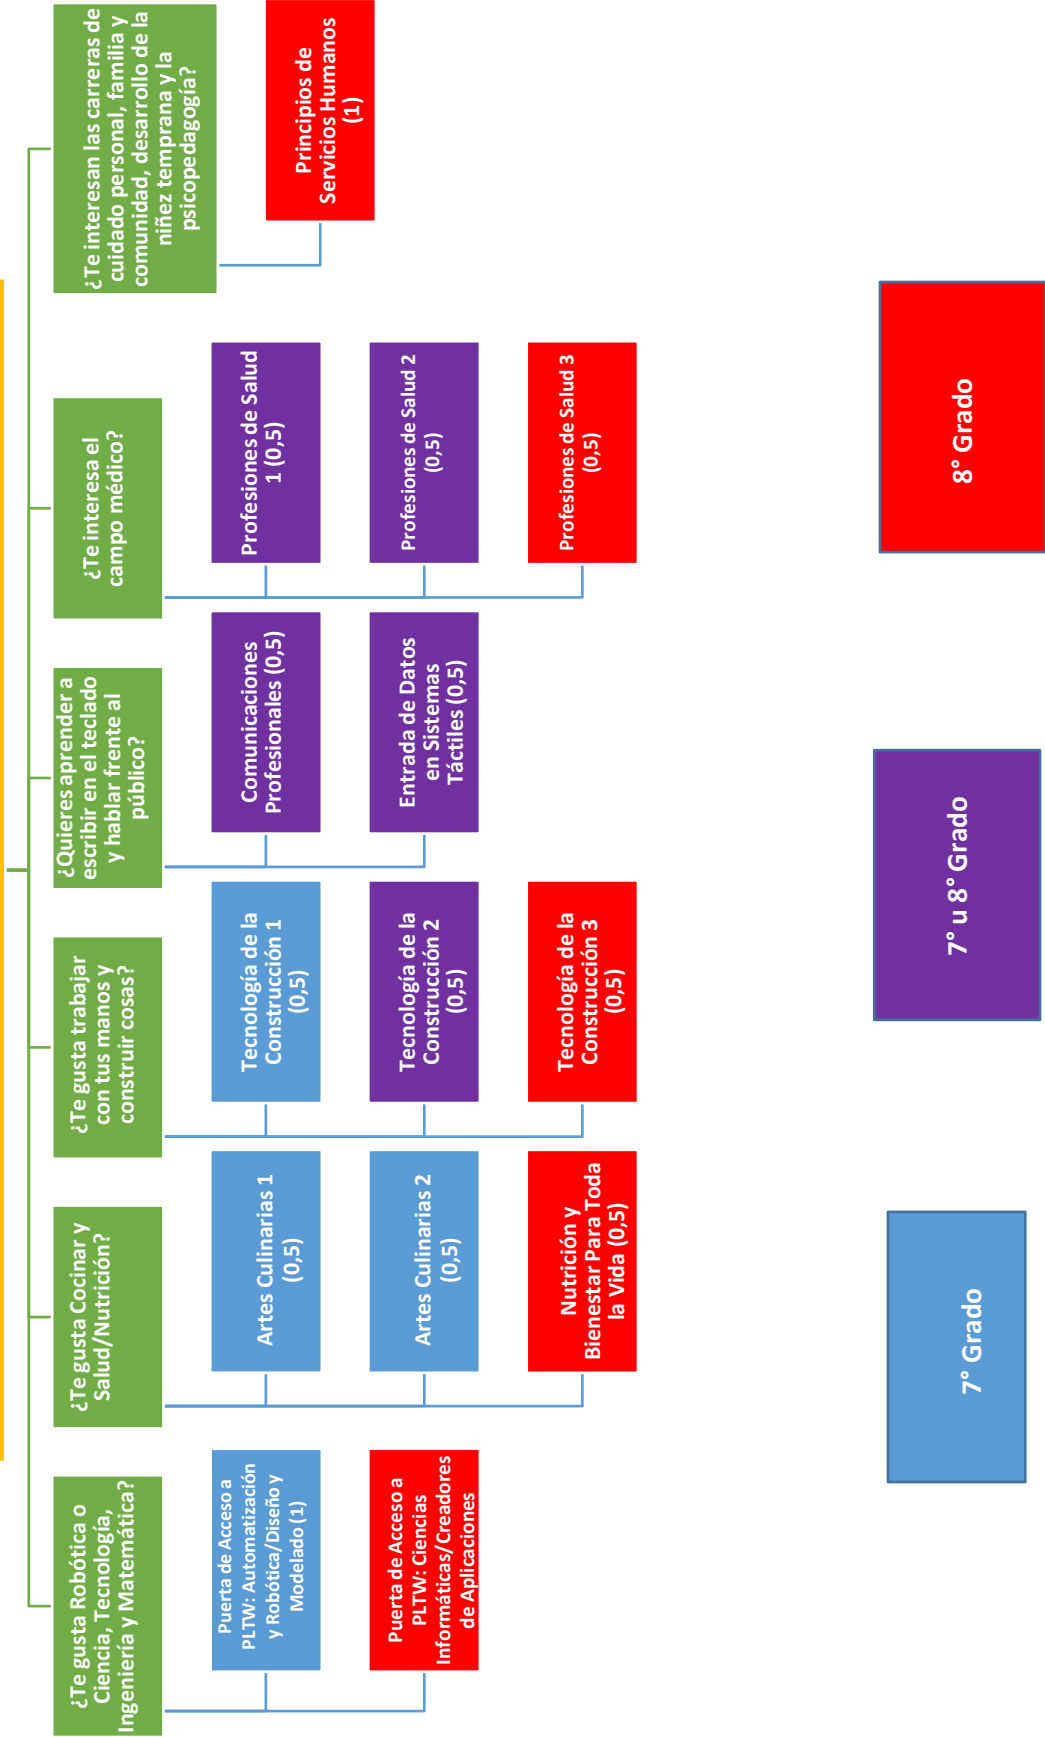 ¿Te gusta Robótica o
Ciencia, Tecnología,
Ingeniería y Matemática?
Puerta de Acceso a
PLTW: Automatización
y Robótica/Diseño y
Modelado (1)
Puerta de Acceso a
PLTW: Ciencias
Informáticas/Creadores
de Aplicaciones
¿Te gusta Cocinar y
Salud/Nutrición?
Artes Culinarias 1
(0,5)
Artes Culinarias 2
(0,5)
Nutrición y
Bienestar Para Toda
la Vida (0,5)
¿Te gusta trabajar
con tus manos y
construir cosas?
Tecnología de la
Construcción 1
(0,5)
Tecnología de la
Construcción 2
(0,5)
Tecnología de la
Construcción 3
(0,5)
¿Quieres aprender a
escribir en el teclado
y hablar frente al
público?
Comunicaciones
Profesionales (0,5)
Entrada de Datos
en Sistemas
Táctiles (0,5)
¿Te interesa el
campo médico?
Profesiones de Salud
1 (0,5)
Profesiones de Salud 2
(0,5)
Profesiones de Salud 3
(0,5)
¿Te interesan las carreras de
cuidado personal, familia y
comunidad, desarrollo de la
niñez temprana y la
psicopedagogía?
Principios de
Servicios Humanos
(1)
7° Grado
7° u 8° Grado
8° Grado